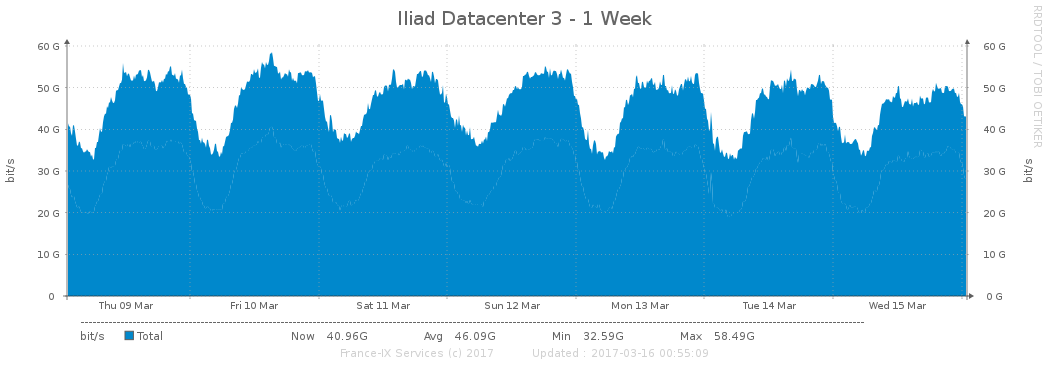 Iliad Datacenter 3 - 1 Week
RRDTOOL / TOBI OETIKER
60 G 60 G
50 G 50 G
40 G 40 G
30 G 30 G
20 G 20 G
10 G 10 G
0 0 G
bit/s bit/s
Thu 09 Mar Fri 10 Mar Sat 11 Mar Sun 12 Mar Mon 13 Mar Tue 14 Mar Wed 15 Mar
bit/s Total Now 40.96G Avg 46.09G Min 32.59G Max 58.49G
France-IX Services (c) 2017 Updated : 2017-03-16 00:55:09